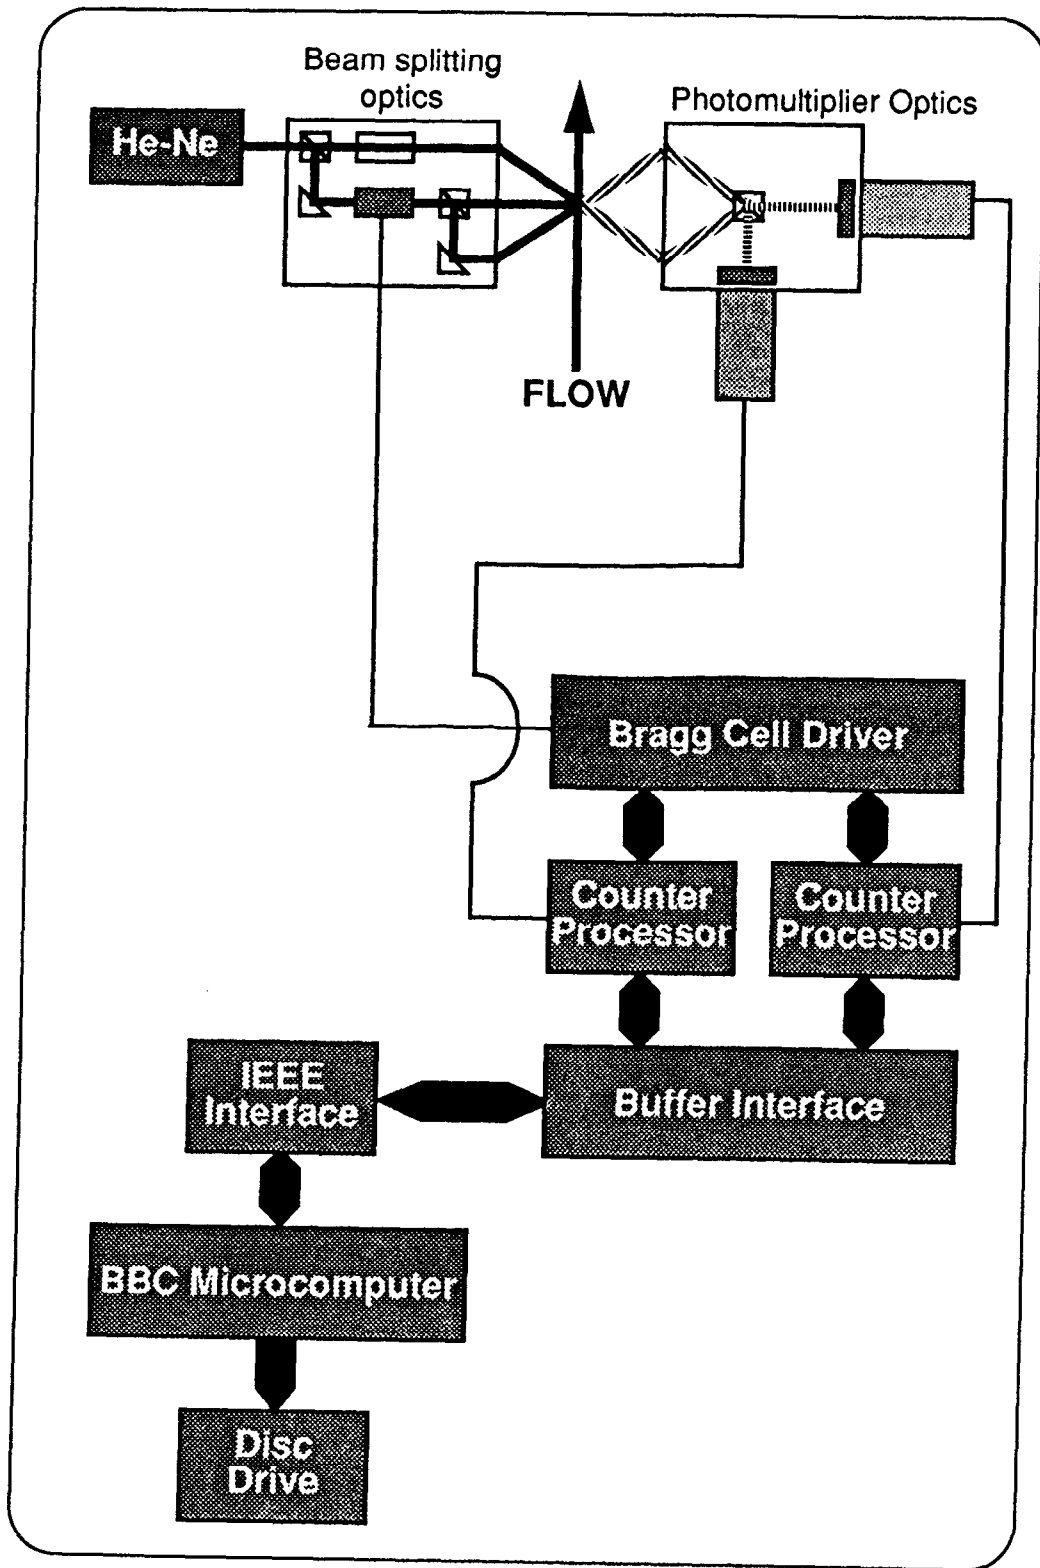 Beam splitting
optics
Photomultiplier Optics
He-Ne
FLOW
Bragg Cell Driver
Counter
Processor
Counter
Processor
IEEE
Interface
Buffer Interface
BBC Microcomputer
Disc
Drive